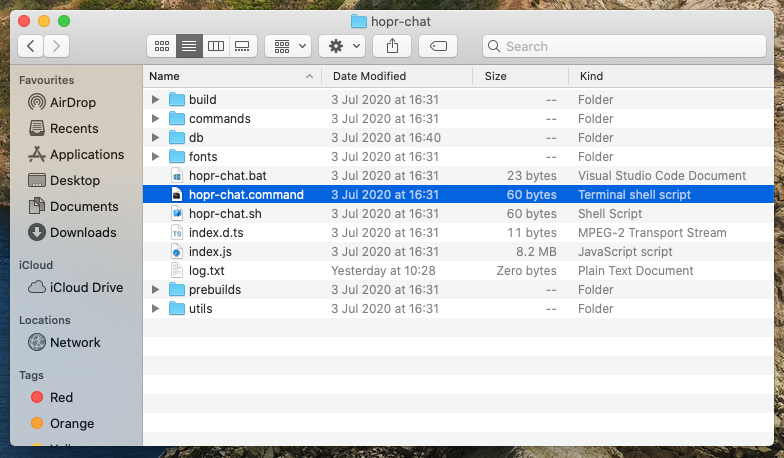 hopr-chat
Search
Favourites
AirDrop
Recents
Applications
Desktop
Documents
Downloads
iCloud
iCloud Drive
Locations
Network
Tags
Red
Orange
Name Date Modified Size Kind
build 3 Jul 2020 at 16:31 -- Folder
commands 3 Jul 2020 at 16:31 -- Folder
db 3 Jul 2020 at 16:40 -- Folder
fonts 3 Jul 2020 at 16:31 -- Folder
hopr-chat.bat 3 Jul 2020 at 16:31 23 bytes Visual Studio Code Document
hopr-chat.command 3 Jul 2020 at 16:31 60 bytes Terminal shell script
hopr-chat.sh 3 Jul 2020 at 16:31 60 bytes Shell Script
index.d.ts 3 Jul 2020 at 16:31 11 bytes MPEG-2 Transport Stream
index.js 3 Jul 2020 at 16:31 8.2 MB JavaScript script
log.txt Yesterday at 10:28 Zero bytes Plain Text Document
prebuilds 3 Jul 2020 at 16:31 -- Folder
utils 3 Jul 2020 at 16:31 -- Folder